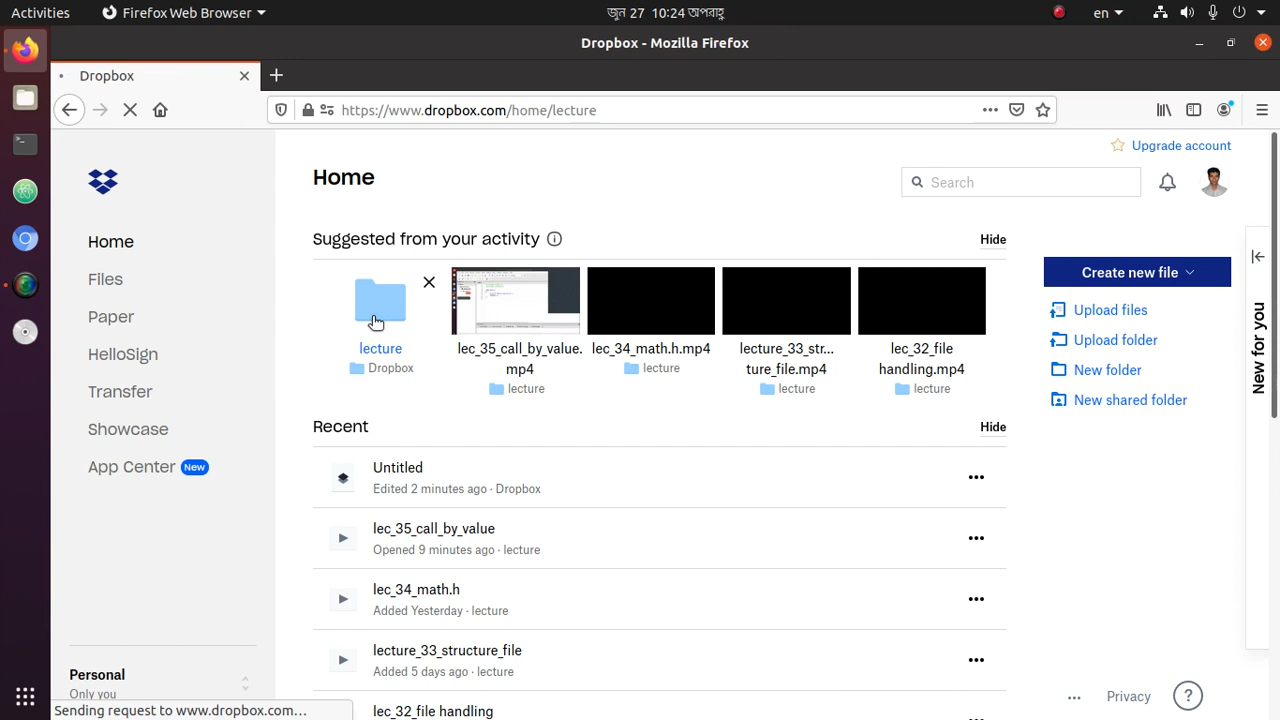 Activities
Firefox Web Browser
জুন 27 10:24 অপরাহ্ণ
en
Dropbox - Mozilla Firefox
Dropbox
https://www.dropbox.com/home/lecture
Upgrade account
Home
Search
Home
Files
Paper
HelloSign
Transfer
Showcase
App Center New
Suggested from your activity
Hide
lecture
Dropbox
lec_35_call_by_value.
mp4
lecture
lec_34_math.h.mp4
lecture
lecture_33_str...
ture_file.mp4
lecture
lec_32_file
handling.mp4
lecture
Create new file
Upload files
Upload folder
New folder
New shared folder
New for you
Recent
Hide
Untitled
Edited 2 minutes ago · Dropbox
lec_35_call_by_value
Opened 9 minutes ago · lecture
lec_34_math.h
Added Yesterday · lecture
lecture_33_structure_file
Added 5 days ago · lecture
lec_32_file handling
Personal
Only you
Privacy
?
Sending request to www.dropbox.com...